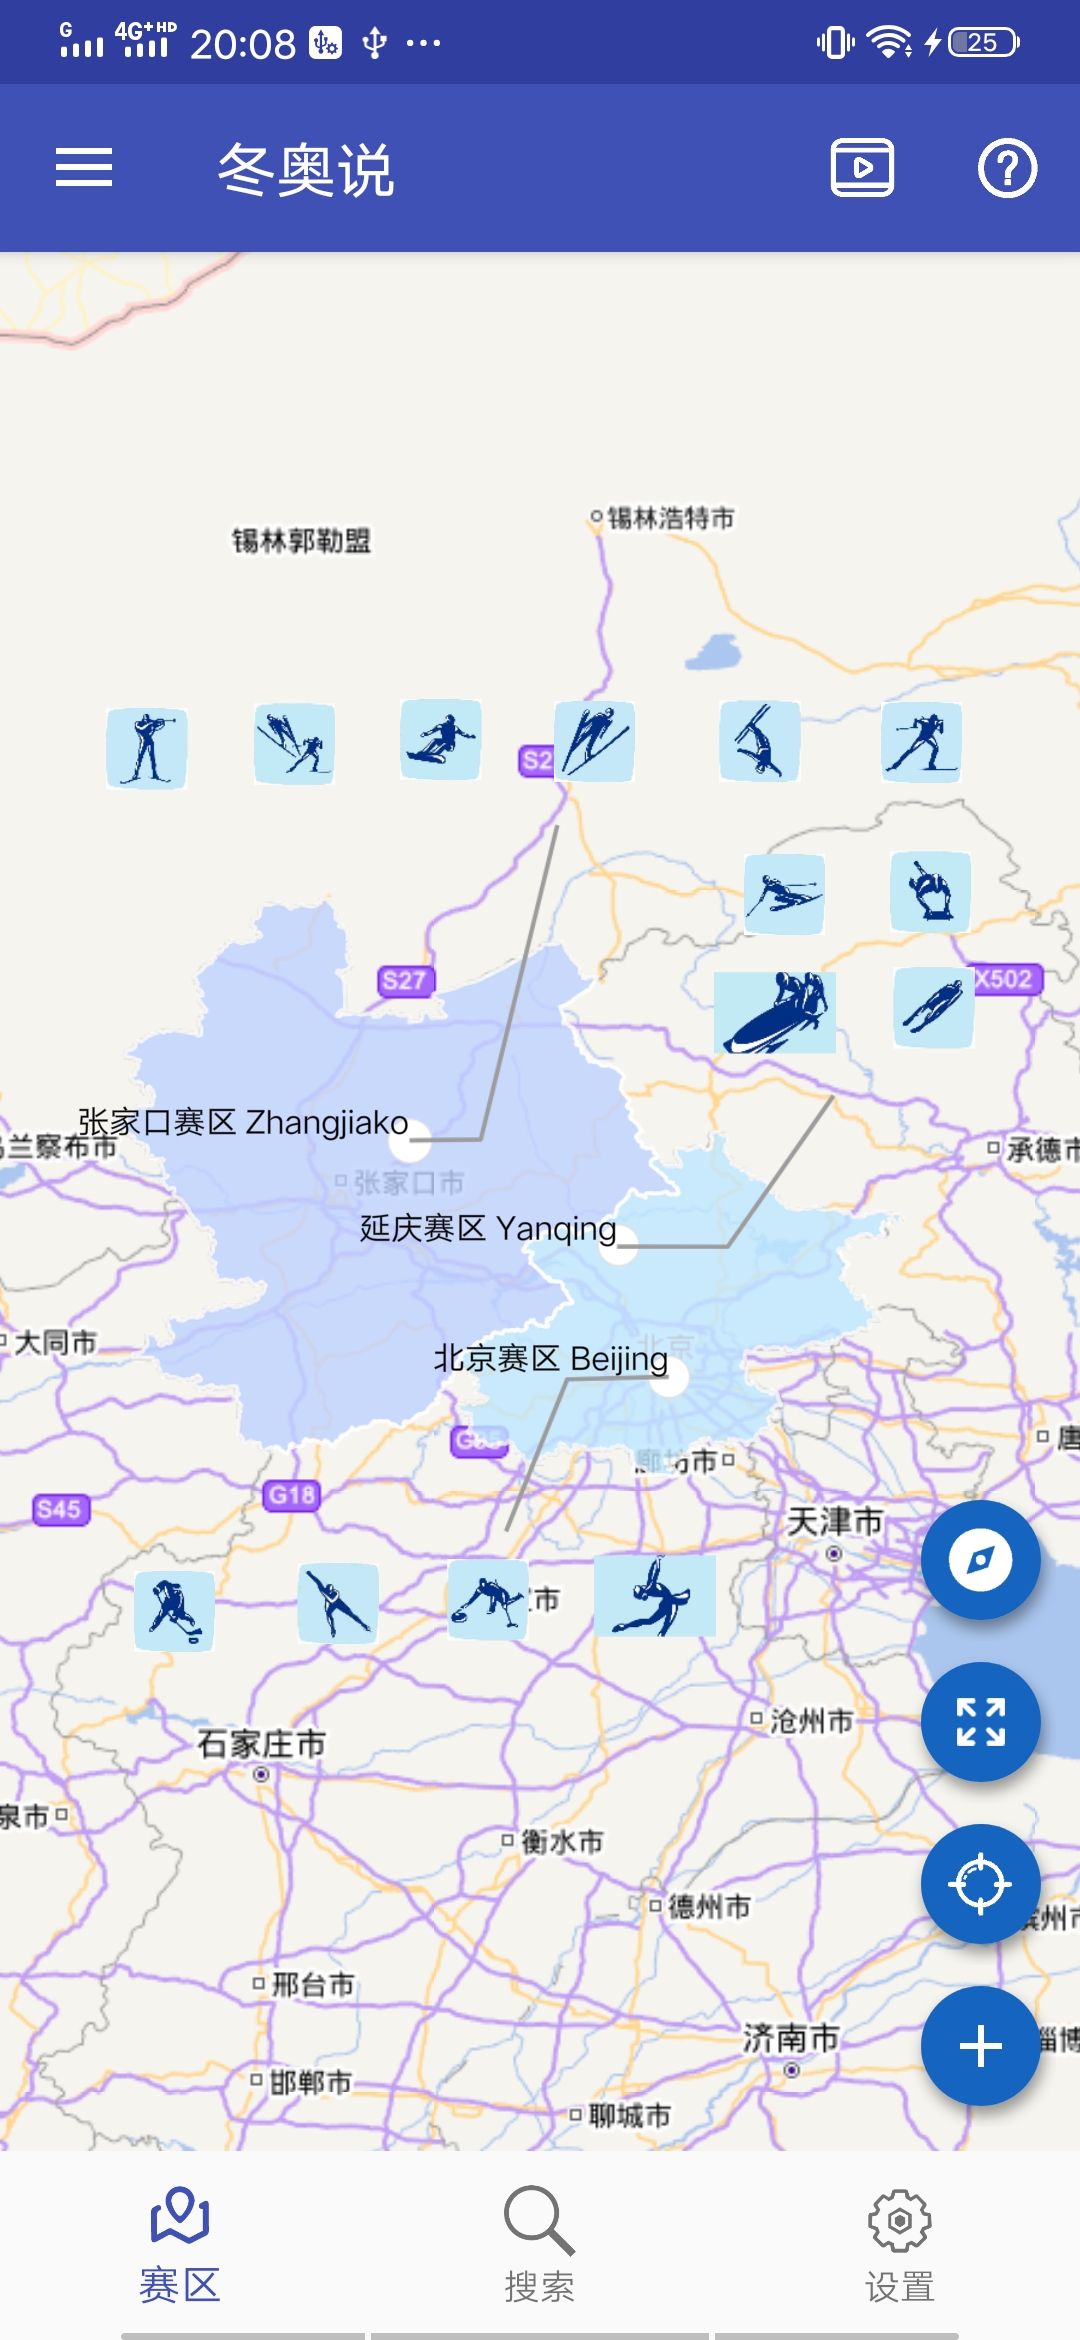 G 4G+HD 20:08 25
冬奥说
锡林浩特市
锡林郭勒盟
S2
S27
X502
张家口赛区 Zhangjiako
乌兰察布市
承德市
张家口市
延庆赛区 Yanqing
大同市
北京
北京赛区 Beijing
唐
廊坊市
G18
S45
天津市
市
沧州市
石家庄市
泉市
衡水市
德州市
滨州市
邢台市
济南市
淄博
邯郸市
聊城市
赛区
搜索
设置